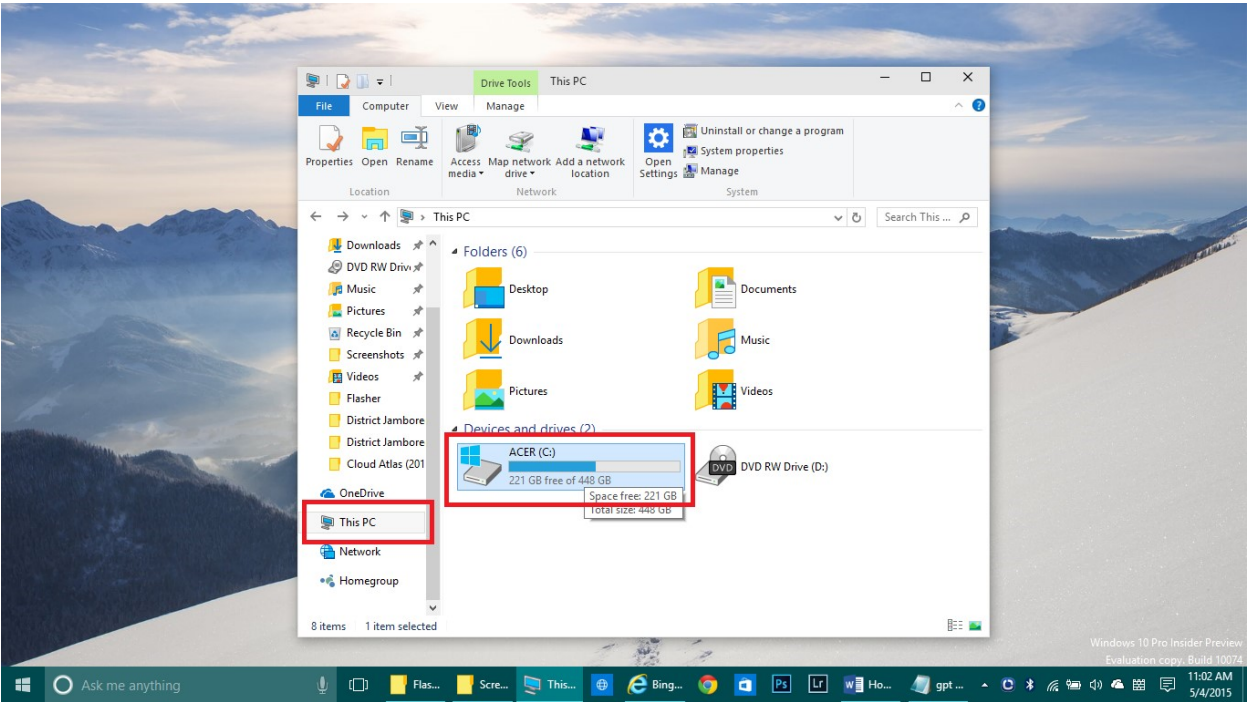 Drive Tools This PC
File Computer View Manage
Properties Open Rename
Access media Map network drive Add a network location
Open Settings
Uninstall or change a program
System properties
Manage
Location Network System
This PC
Search This ...
Downloads
DVD RW Driv
Music
Pictures
Recycle Bin
Screenshots
Videos
Flasher
District Jambore
District Jambore
Cloud Atlas (201
OneDrive
This PC
Network
Homegroup
Folders (6)
Desktop Documents
Downloads Music
Pictures Videos
Devices and drives (2)
ACER (C:)
221 GB free of 448 GB
Space free: 221 GB
Total size: 448 GB
DVD
DVD RW Drive (D:)
8 items 1 item selected
Windows 10 Pro Insider Preview
Evaluation copy. Build 10074
Ask me anything
Flas... Scre... This... Bing... Ps Lr Ho... gpt ...
11:02 AM
5/4/2015